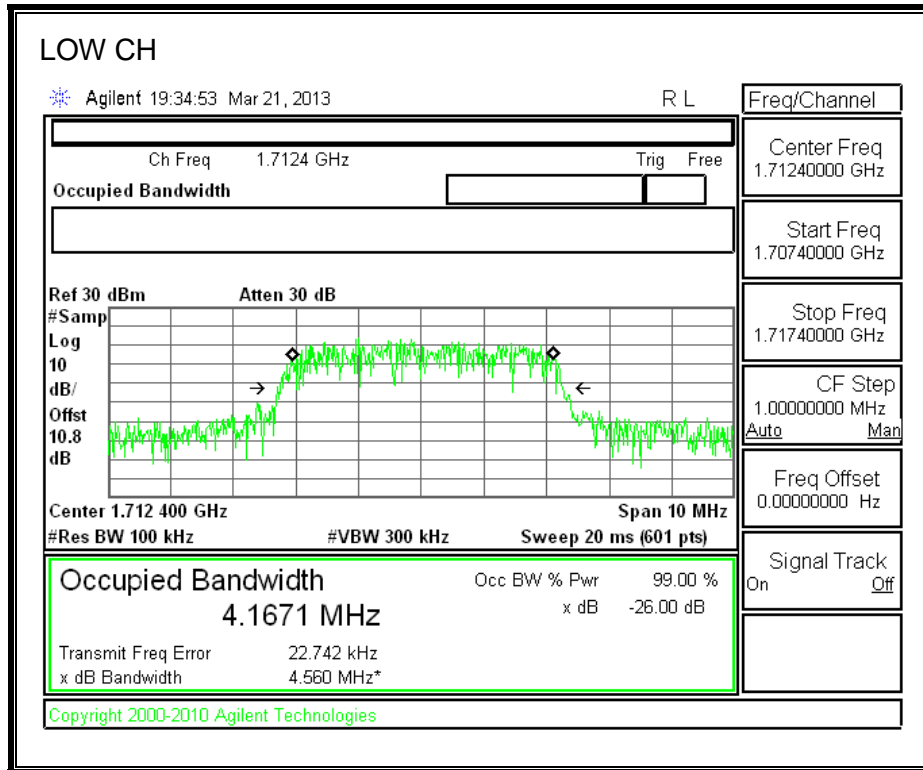 LOW CH
Agilent 19:34:53 Mar 21, 2013 R L
Freq/Channel
Ch Freq 1.7124 GHz Trig Free
Occupied Bandwidth
Center Freq
1.71240000 GHz
Start Freq
1.70740000 GHz
Stop Freq
1.71740000 GHz
CF Step
1.00000000 MHz
Auto Man
Freq Offset
0.00000000 Hz
Signal Track
On Off
Ref 30 dBm Atten 30 dB
#Samp
Log
10
dB/
Offst
10.8
dB
Center 1.712 400 GHz Span 10 MHz
#Res BW 100 kHz #VBW 300 kHz Sweep 20 ms (601 pts)
Occupied Bandwidth Occ BW % Pwr 99.00 %
4.1671 MHz x dB -26.00 dB
Transmit Freq Error 22.742 kHz
x dB Bandwidth 4.560 MHz*
Copyright 2000-2010 Agilent Technologies